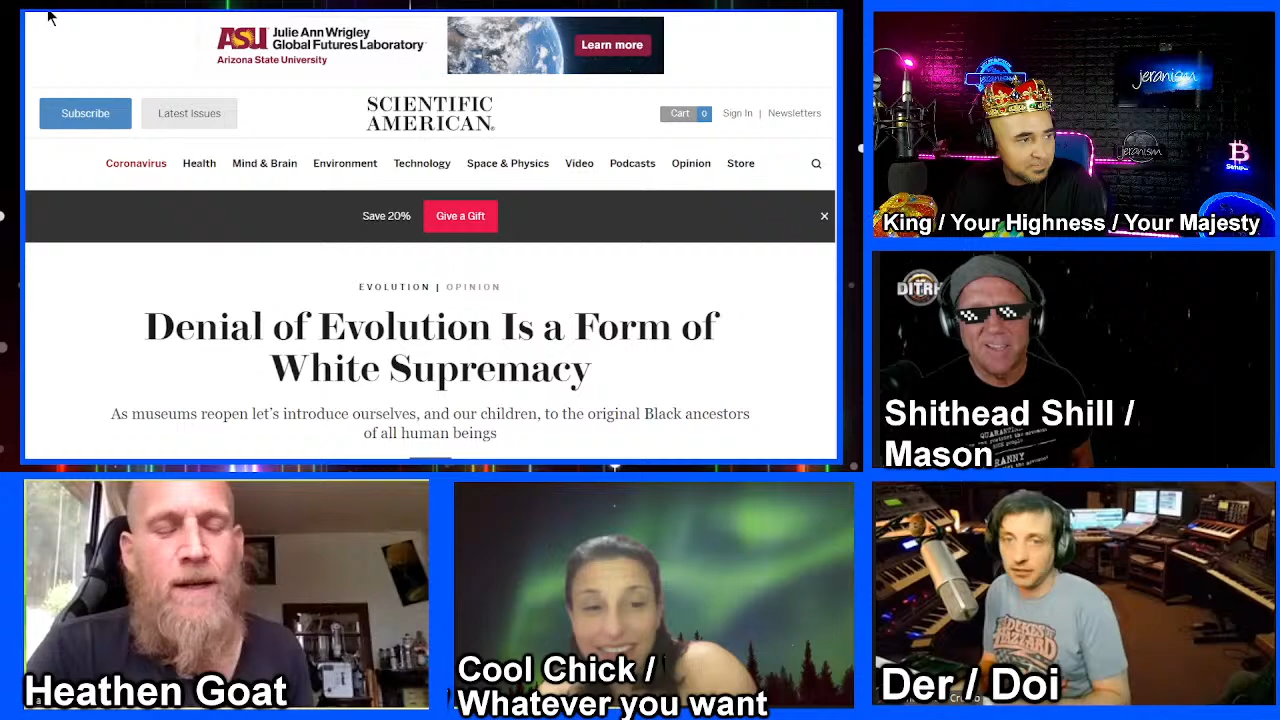 ASU Julie Ann Wrigley
Global Futures Laboratory
Arizona State University
Learn more
Subscribe
Latest Issues
SCIENTIFIC
AMERICAN
Cart 0 Sign In | Newsletters
Coronavirus Health Mind & Brain Environment Technology Space & Physics Video Podcasts Opinion Store
Save 20% Give a Gift
EVOLUTION | OPINION
Denial of Evolution Is a Form of
White Supremacy
As museums reopen let’s introduce ourselves, and our children, to the original Black ancestors
of all human beings
jeranism
jeranism
jeranism
King / Your Highness / Your Majesty
DITRH
Shithead Shill /
Mason
Heathen Goat
Cool Chick /
Whatever you want
Der / Doi